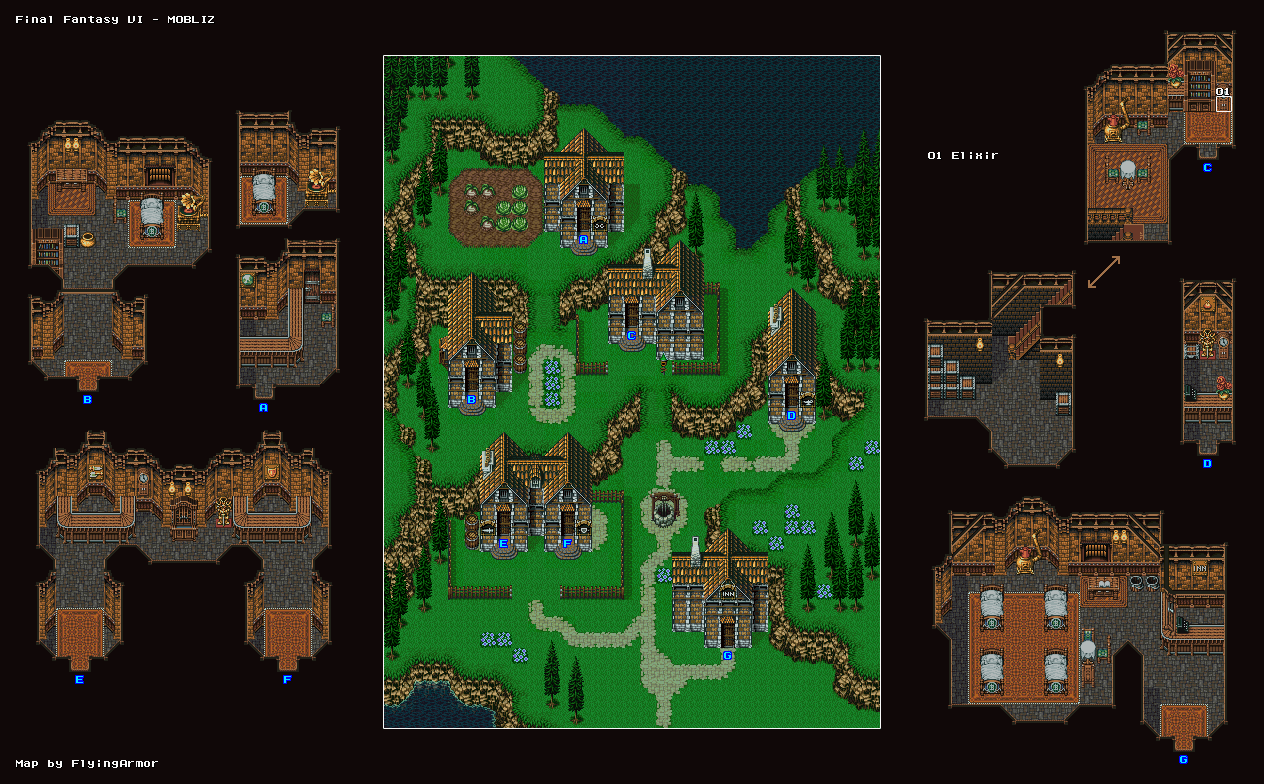 Final Fantasy VI - MOBLIZ
01
01 Elixir
C
A
B
A
C
B
D
D
E
F
INN
INN
G
E
F
G
Map by FlyingArmor